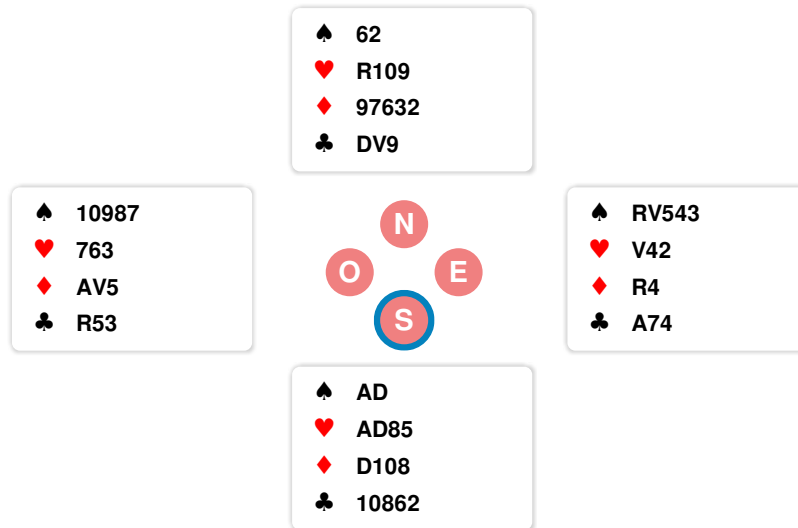 ♠ 62
♥ R109
♦ 97632
♣ DV9
♠ 10987
♥ 763
♦ AV5
♣ R53
N
O E
S
♠ RV543
♥ V42
♦ R4
♣ A74
♠ AD
♥ AD85
♦ D108
♣ 10862